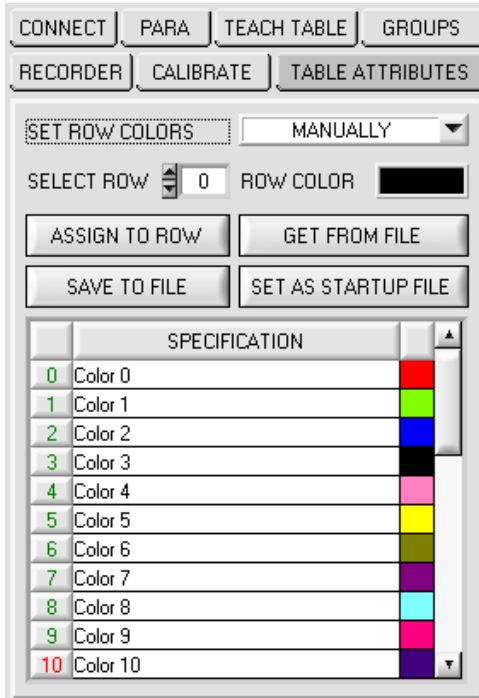 CONNECT PARA TEACH TABLE GROUPS
RECORDER CALIBRATE TABLE ATTRIBUTES
SET ROW COLORS MANUALLY
SELECT ROW 0 ROW COLOR
ASSIGN TO ROW GET FROM FILE
SAVE TO FILE SET AS STARTUP FILE
SPECIFICATION
0 Color 0
1 Color 1
2 Color 2
3 Color 3
4 Color 4
5 Color 5
6 Color 6
7 Color 7
8 Color 8
9 Color 9
10 Color 10